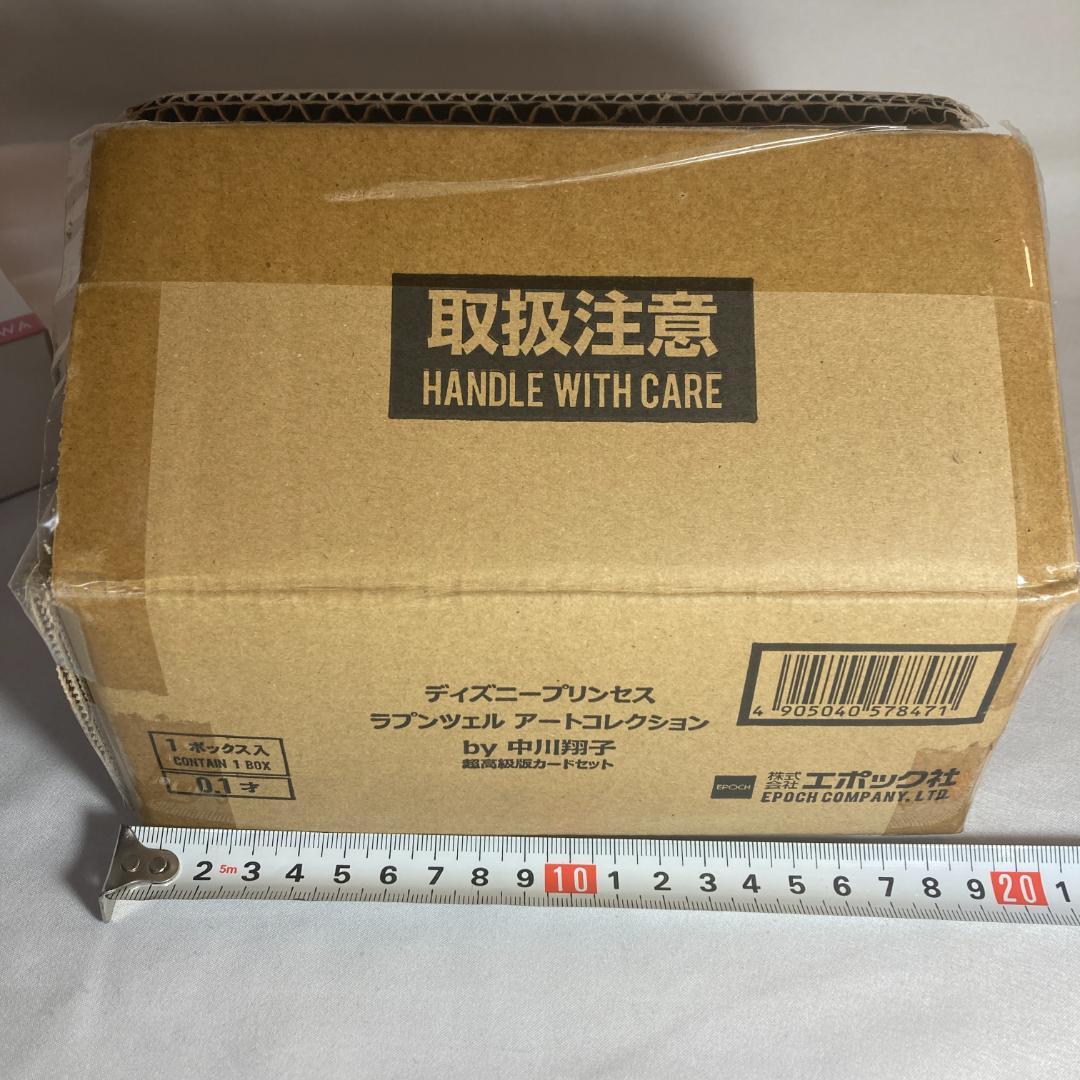 取扱注意
HANDLE WITH CARE
ディズニープリンセス
ラプンツェル アートコレクション
by 中川翔子
超高級版カードセット
4 905040 578471
1 ボックス入
CONTAIN 1 BOX
0.1才
EPOCH
株式会社 エポック社
EPOCH COMPANY, LTD.
WA
2 5m 3 4 5 6 7 8 9 10 1 2 3 4 5 6 7 8 9 20 1